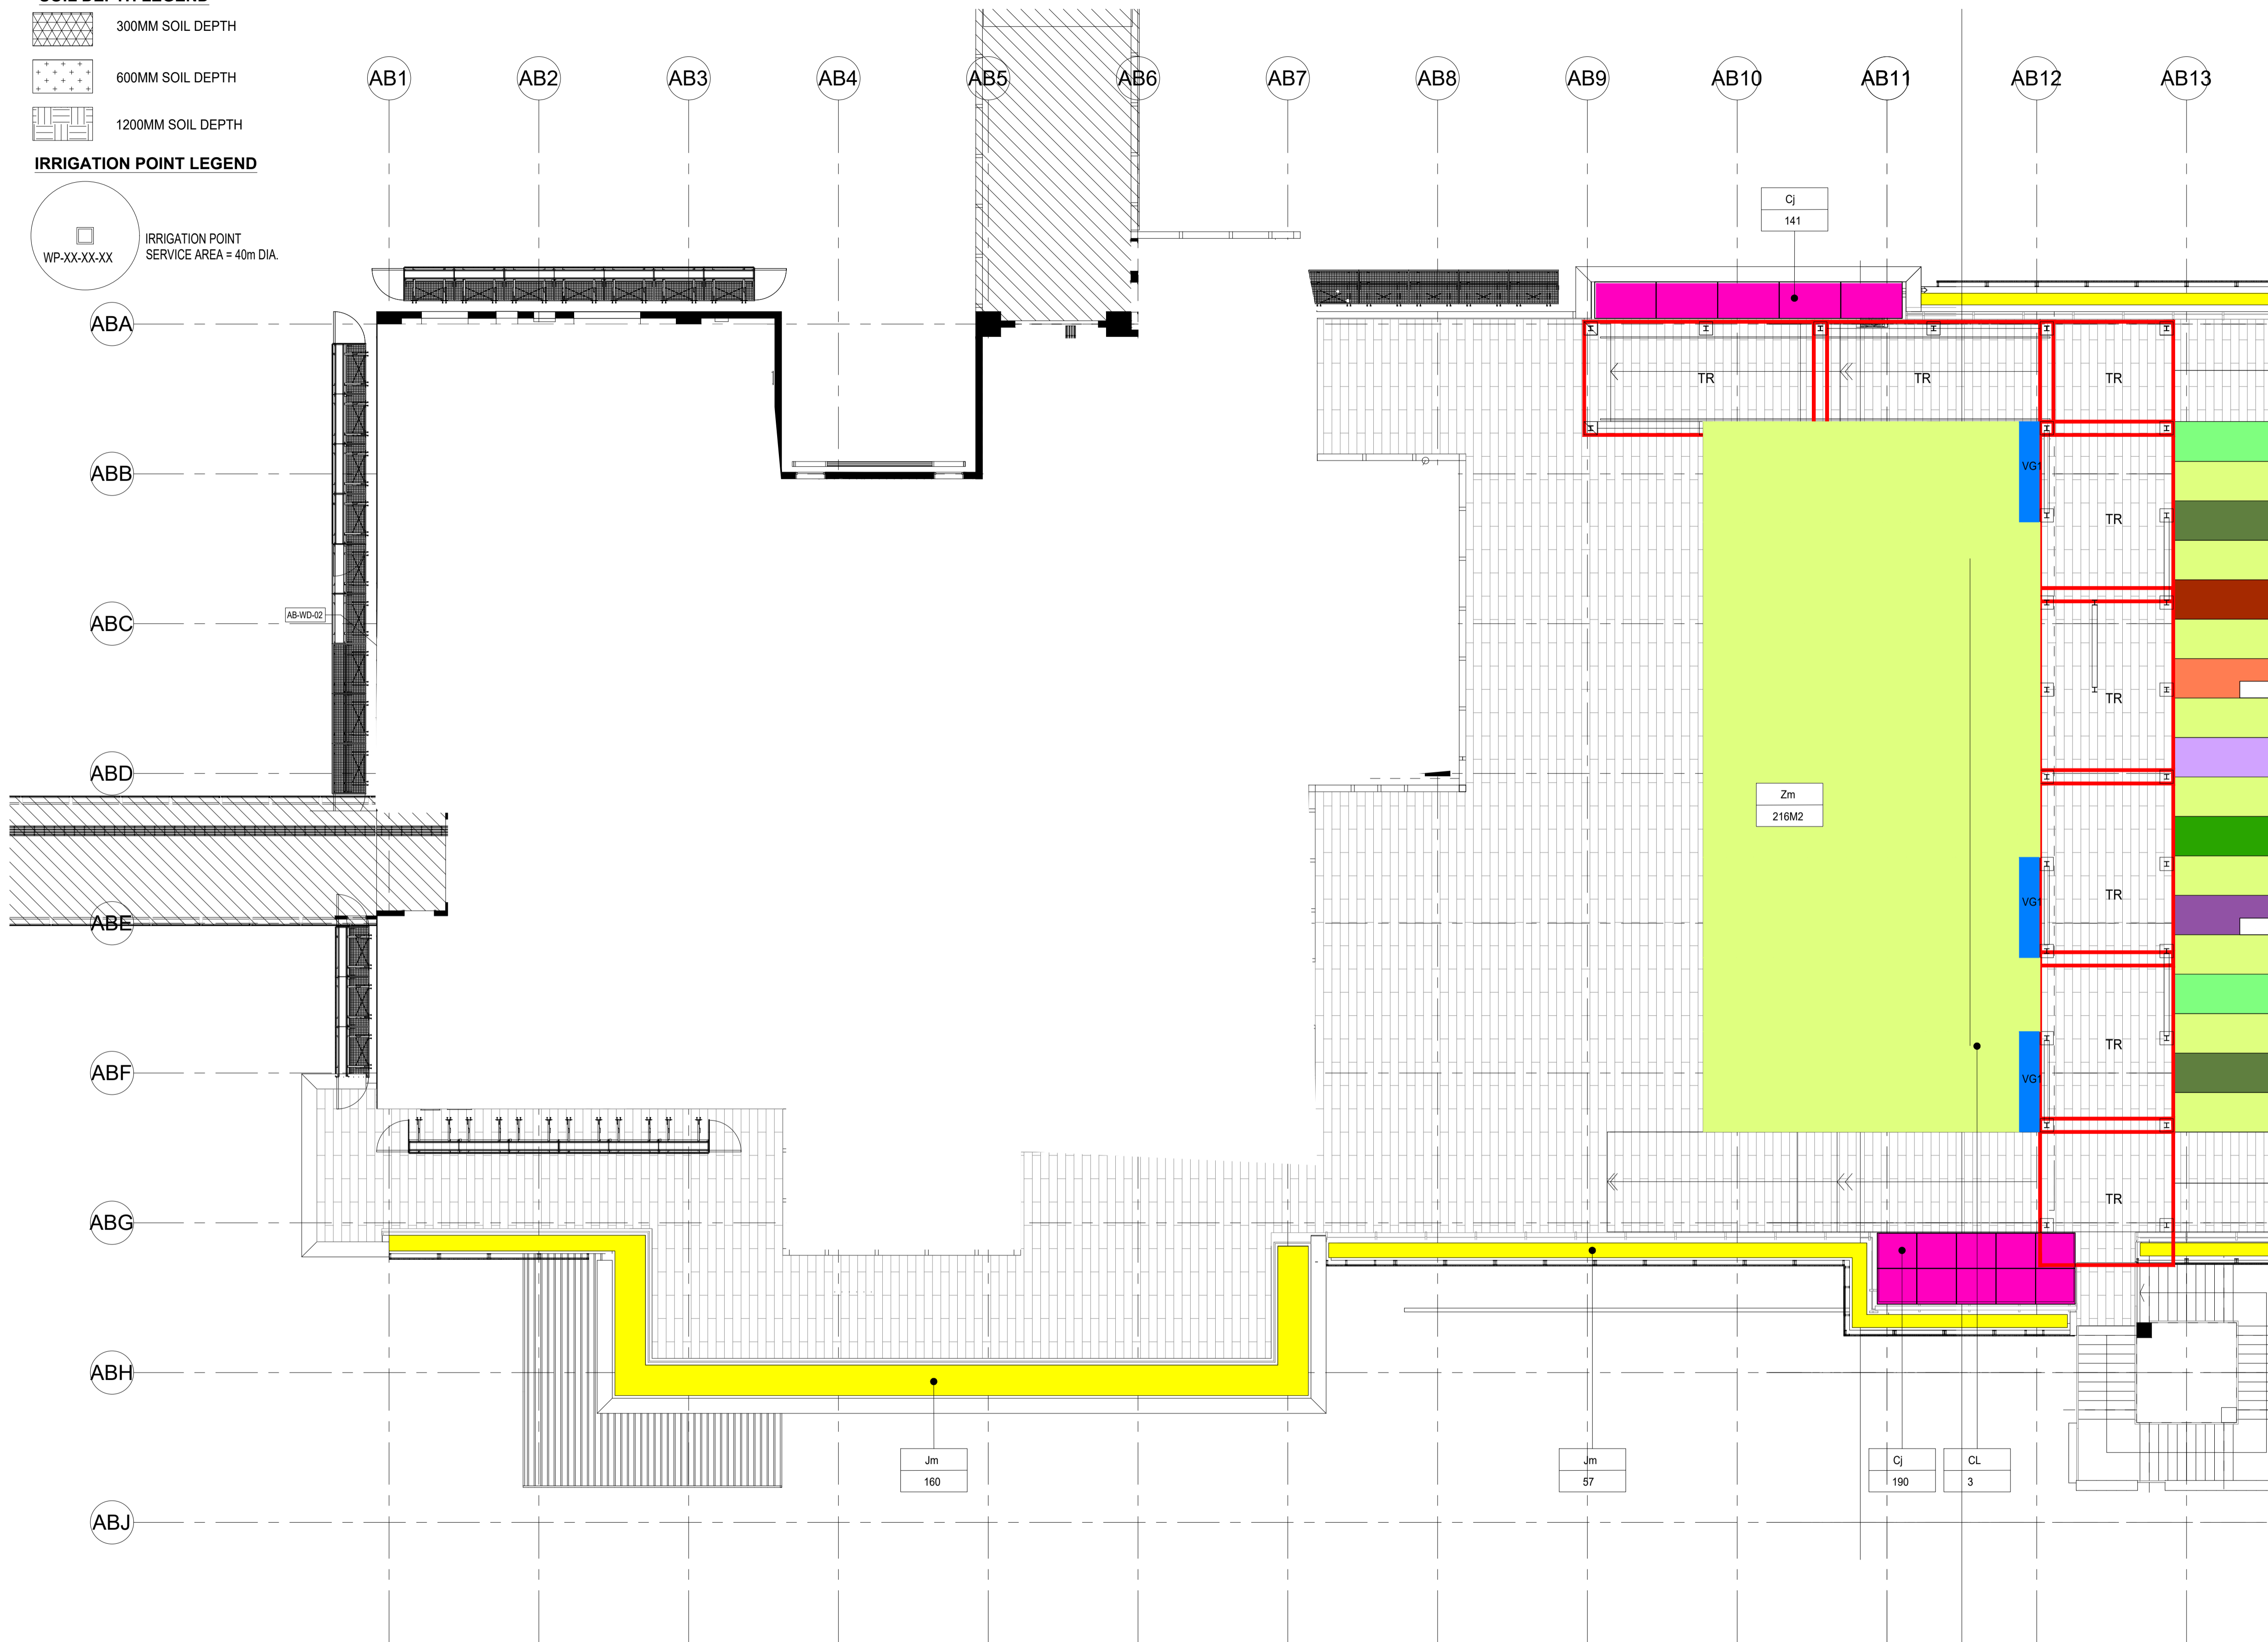 SOIL DEPTH LEGEND
300MM SOIL DEPTH
600MM SOIL DEPTH
1200MM SOIL DEPTH
IRRIGATION POINT LEGEND
WP-XX-XX-XX
IRRIGATION POINT
SERVICE AREA = 40m DIA.
AB1 AB2 AB3 AB4 AB5 AB6 AB7 AB8 AB9 AB10 AB11 AB12 AB13
Cj
141
ABA
TR TR TR
ABB
VG1
TR
ABC
AB-WD-02
TR
ABD
Zm
216M2
ABE
VG1
TR
TR
ABF
VG1
ABG
TR
ABH
Jm
160
Jm
57
Cj
190
CL
3
ABJ